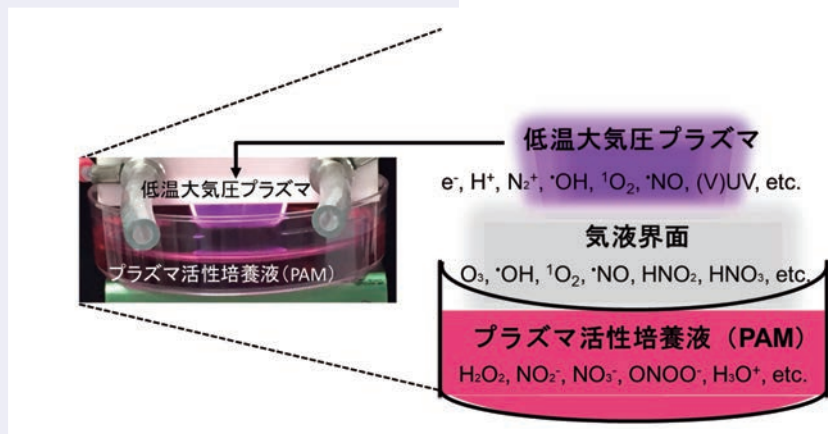 低温大気圧プラズマ
プラズマ活性培養液(PAM)
低温大気圧プラズマ
e⁻, H⁺, N₂⁺, •OH, ¹O₂, •NO, (V)UV, etc.
気液界面
O₃, •OH, ¹O₂, •NO, HNO₂, HNO₃, etc.
プラズマ活性培養液（PAM）
H₂O₂, NO₂⁻, NO₃⁻, ONOO⁻, H₃O⁺, etc.